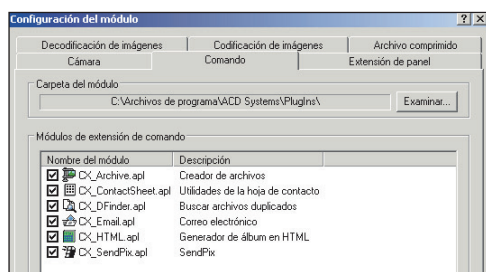 Configuración del módulo
Decodificación de imágenes Codificación de imágenes Archivo comprimido
Cámara Comando Extensión de panel
Carpeta del módulo
C:\Archivos de programa\ACD Systems\PlugIns\ Examinar...
Módulos de extensión de comando
Nombre del módulo Descripción
CX_Archive.apl Creador de archivos
CX_ContactSheet.apl Utilidades de la hoja de contacto
CX_DFinder.apl Buscar archivos duplicados
CX_Email.apl Correo electrónico
CX_HTML.apl Generador de álbum en HTML
CX_SendPix.apl SendPix